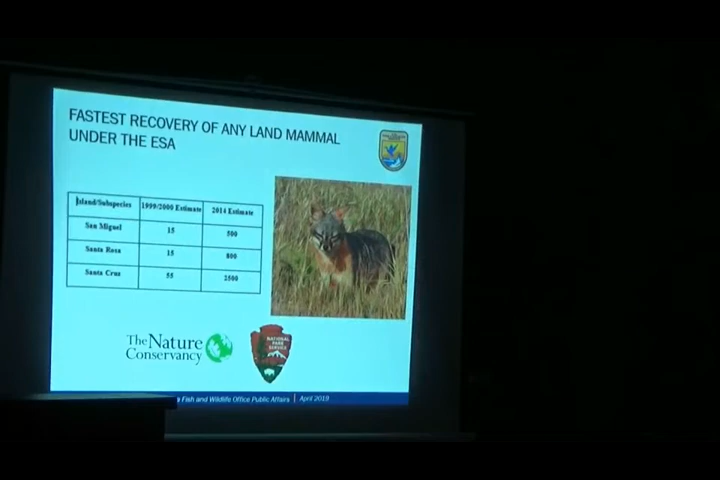 FASTEST RECOVERY OF ANY LAND MAMMAL
UNDER THE ESA
Island/Subspecies 1999/2000 Estimate 2014 Estimate
San Miguel 15 500
Santa Rosa 15 800
Santa Cruz 55 2500
The Nature
Conservancy
NATIONAL
PARK
SERVICE
Fish and Wildlife Office Public Affairs | April 2019